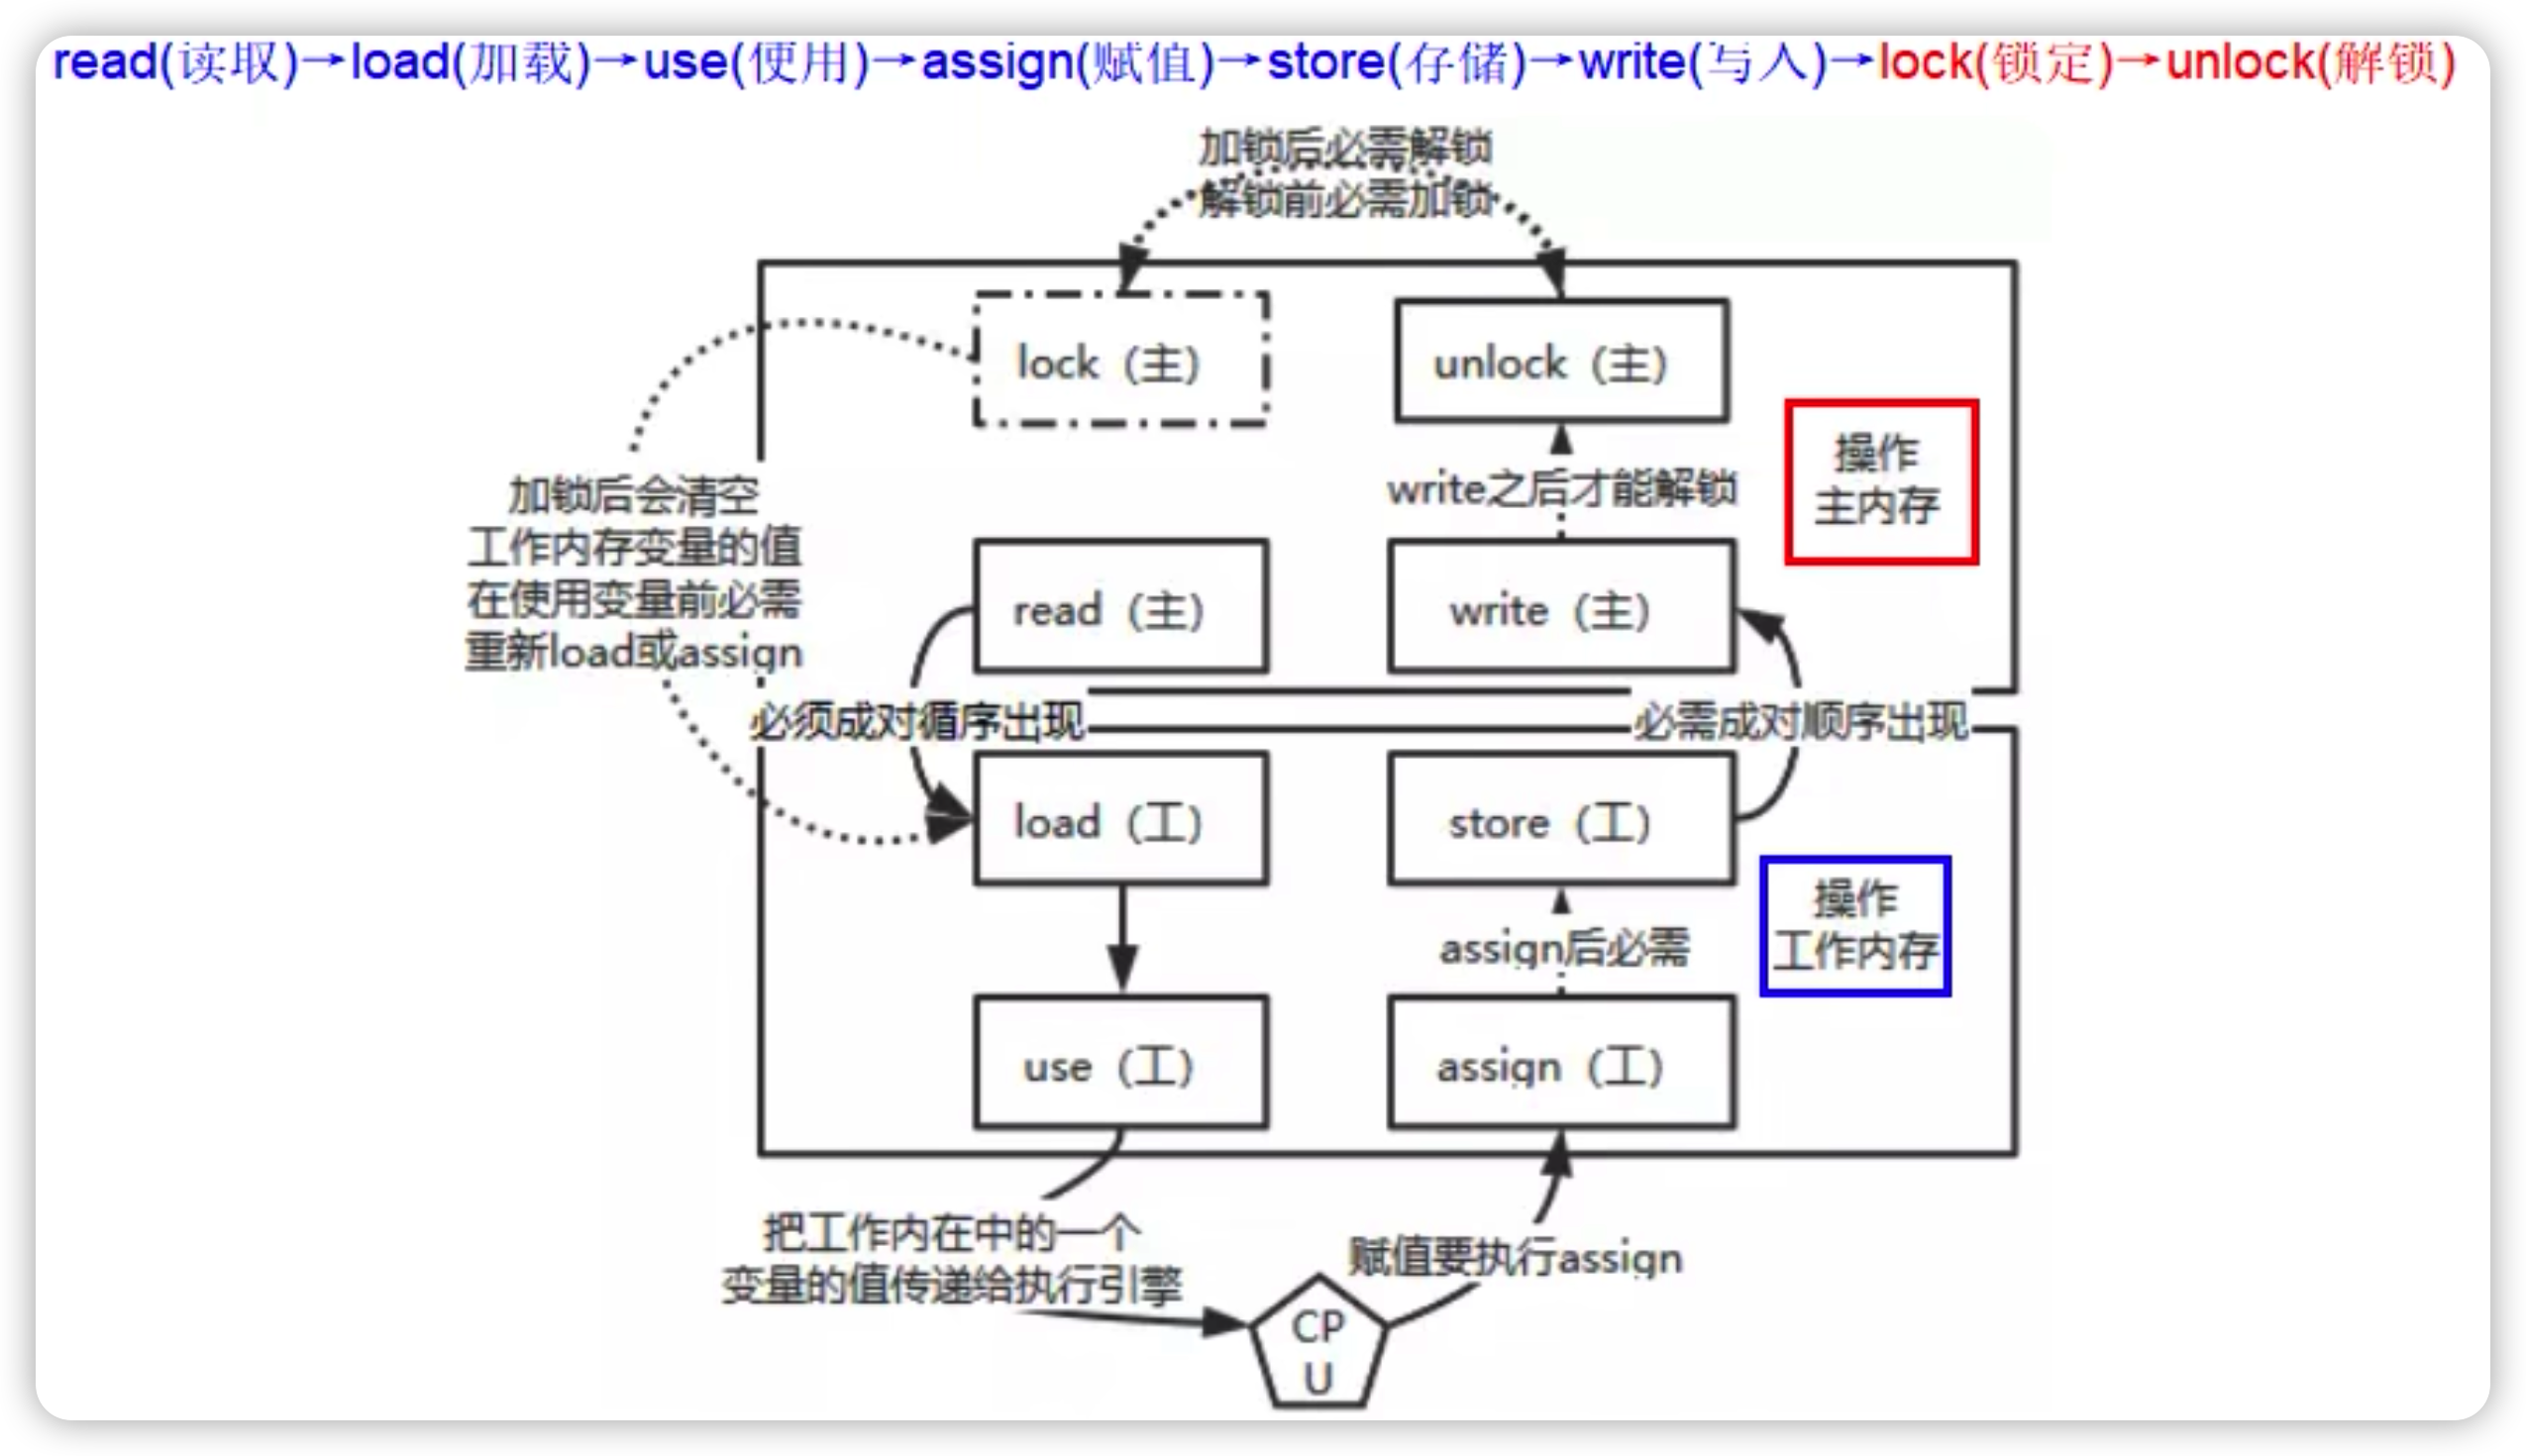 read(读取)→load(加载)→use(使用)→assign(赋值)→store(存储)→write(写入)→lock(锁定)→unlock(解锁)
加锁后必需解锁
解锁前必需加锁
lock（主）
unlock（主）
操作
主内存
加锁后会清空
工作内存变量的值
在使用变量前必需
重新load或assign
write之后才能解锁
read（主）
write（主）
必须成对循序出现
必需成对顺序出现
load（工）
store（工）
操作
工作内存
assign后必需
use（工）
assign（工）
把工作内在中的一个
变量的值传递给执行引擎
赋值要执行assign
CP
U